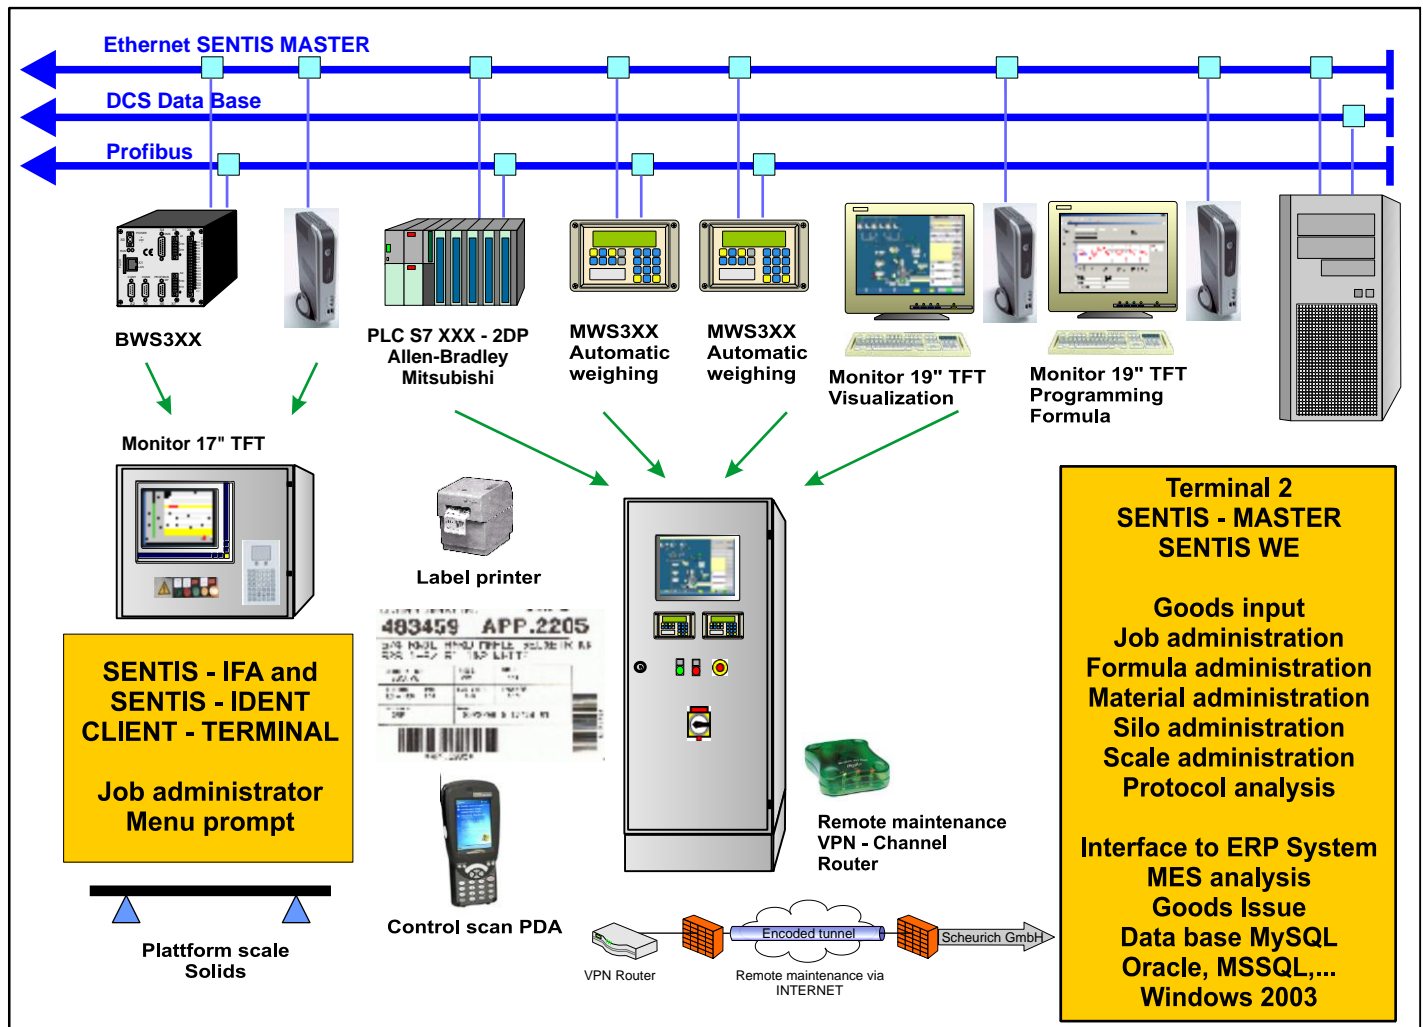 Ethernet SENTIS MASTER
DCS Data Base
Profibus
BWS3XX
PLC S7 XXX - 2DP
Allen-Bradley
Mitsubishi
MWS3XX
Automatic
weighing
MWS3XX
Automatic
weighing
Monitor 19" TFT
Visualization
Monitor 19" TFT
Programming
Formula
Monitor 17" TFT
Label printer
483459 APP.2205
SENTIS - IFA and
SENTIS - IDENT
CLIENT - TERMINAL
Job administrator
Menu prompt
Plattform scale
Solids
Control scan PDA
Remote maintenance
VPN - Channel
Router
VPN Router
Encoded tunnel
Remote maintenance via
INTERNET
Scheurich GmbH
Terminal 2
SENTIS - MASTER
SENTIS WE
Goods input
Job administration
Formula administration
Material administration
Silo administration
Scale administration
Protocol analysis
Interface to ERP System
MES analysis
Goods Issue
Data base MySQL
Oracle, MSSQL,...
Windows 2003